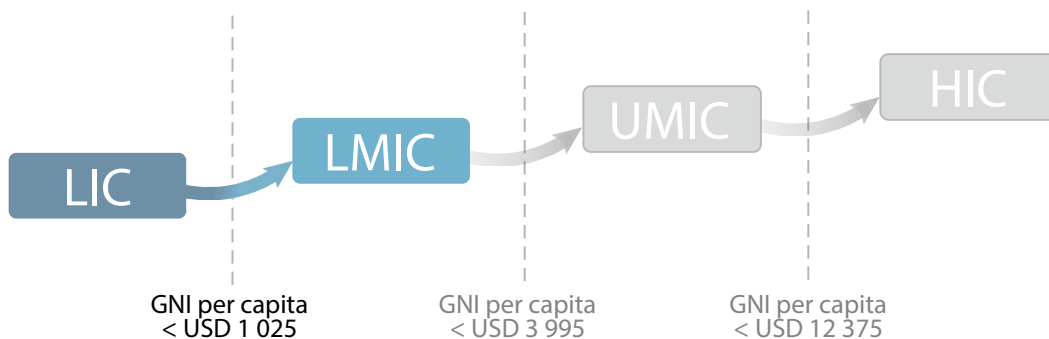 LIC
LMIC
UMIC
HIC
GNI per capita
< USD 1 025
GNI per capita
< USD 3 995
GNI per capita
< USD 12 375